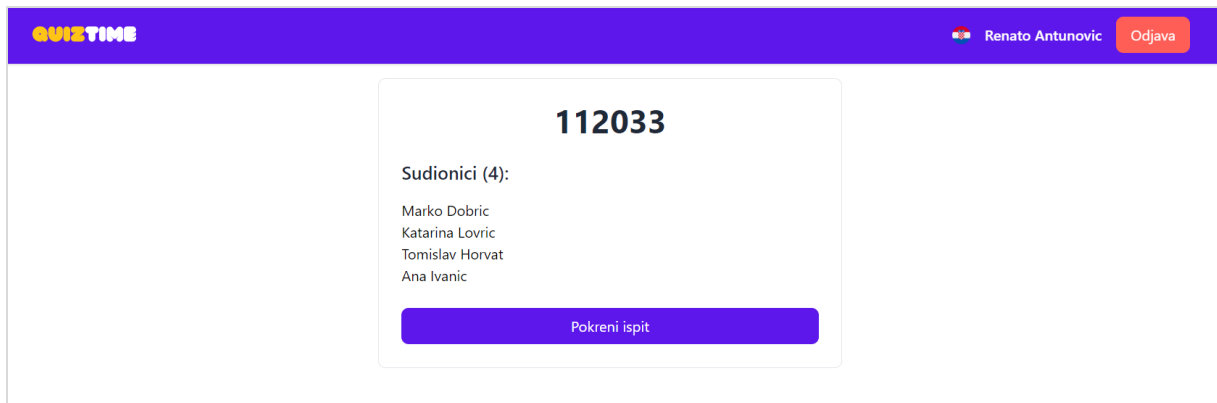 QUIZTIME
Renato Antunovic Odjava
112033
Sudionici (4):
Marko Dobric
Katarina Lovric
Tomislav Horvat
Ana Ivanic
Pokreni ispit